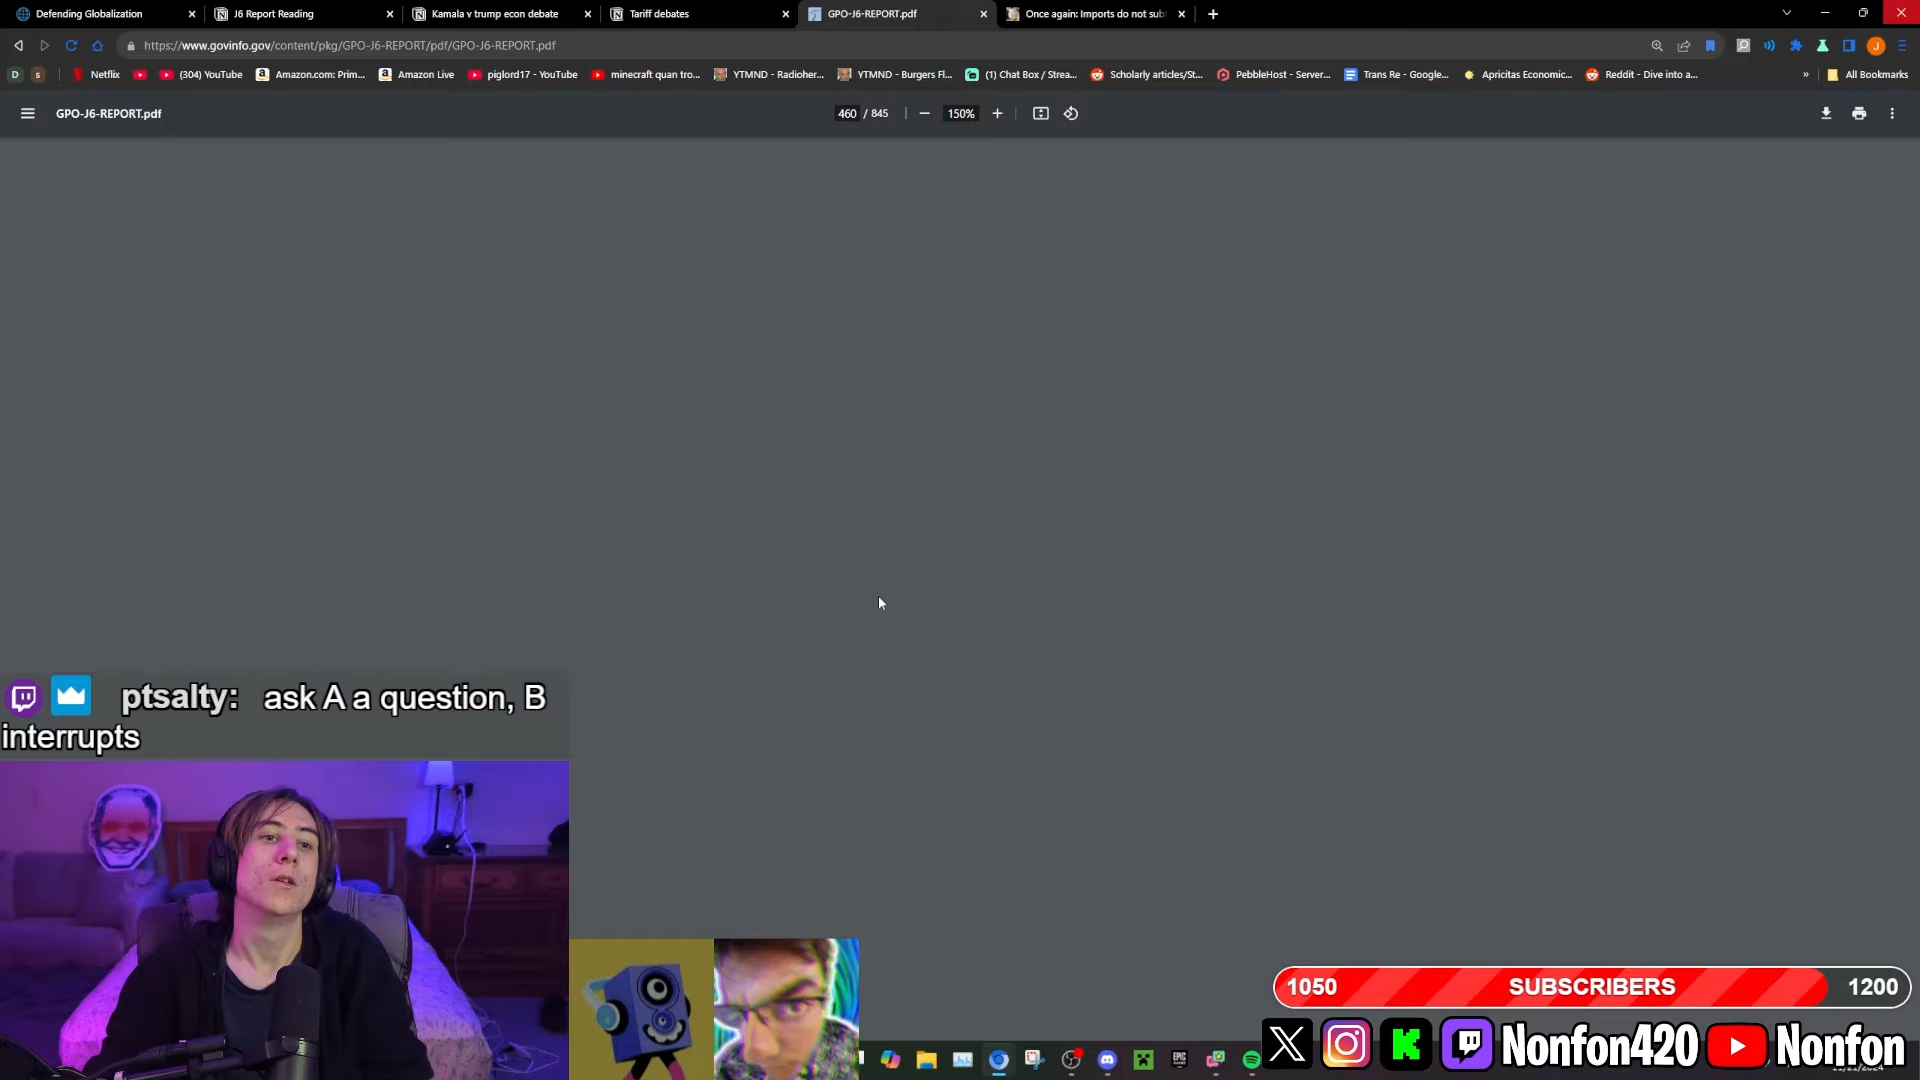 Defending Globalization
J6 Report Reading
Kamala v trump econ debate
Tariff debates
GPO-J6-REPORT.pdf
Once again: Imports do not sub
https://www.govinfo.gov/content/pkg/GPO-J6-REPORT/pdf/GPO-J6-REPORT.pdf
D
s
Netflix
(304) YouTube
Amazon.com: Prim...
Amazon Live
piglord17 - YouTube
minecraft quan tro...
YTMND - Radioher...
YTMND - Burgers Fl...
(1) Chat Box / Strea...
Scholarly articles/St...
PebbleHost - Server...
Trans Re - Google...
Apricitas Economic...
Reddit - Dive into a...
»
All Bookmarks
GPO-J6-REPORT.pdf
460 / 845
150%
ptsalty: ask A a question, B
interrupts
1050
SUBSCRIBERS
1200
Nonfon420
Nonfon